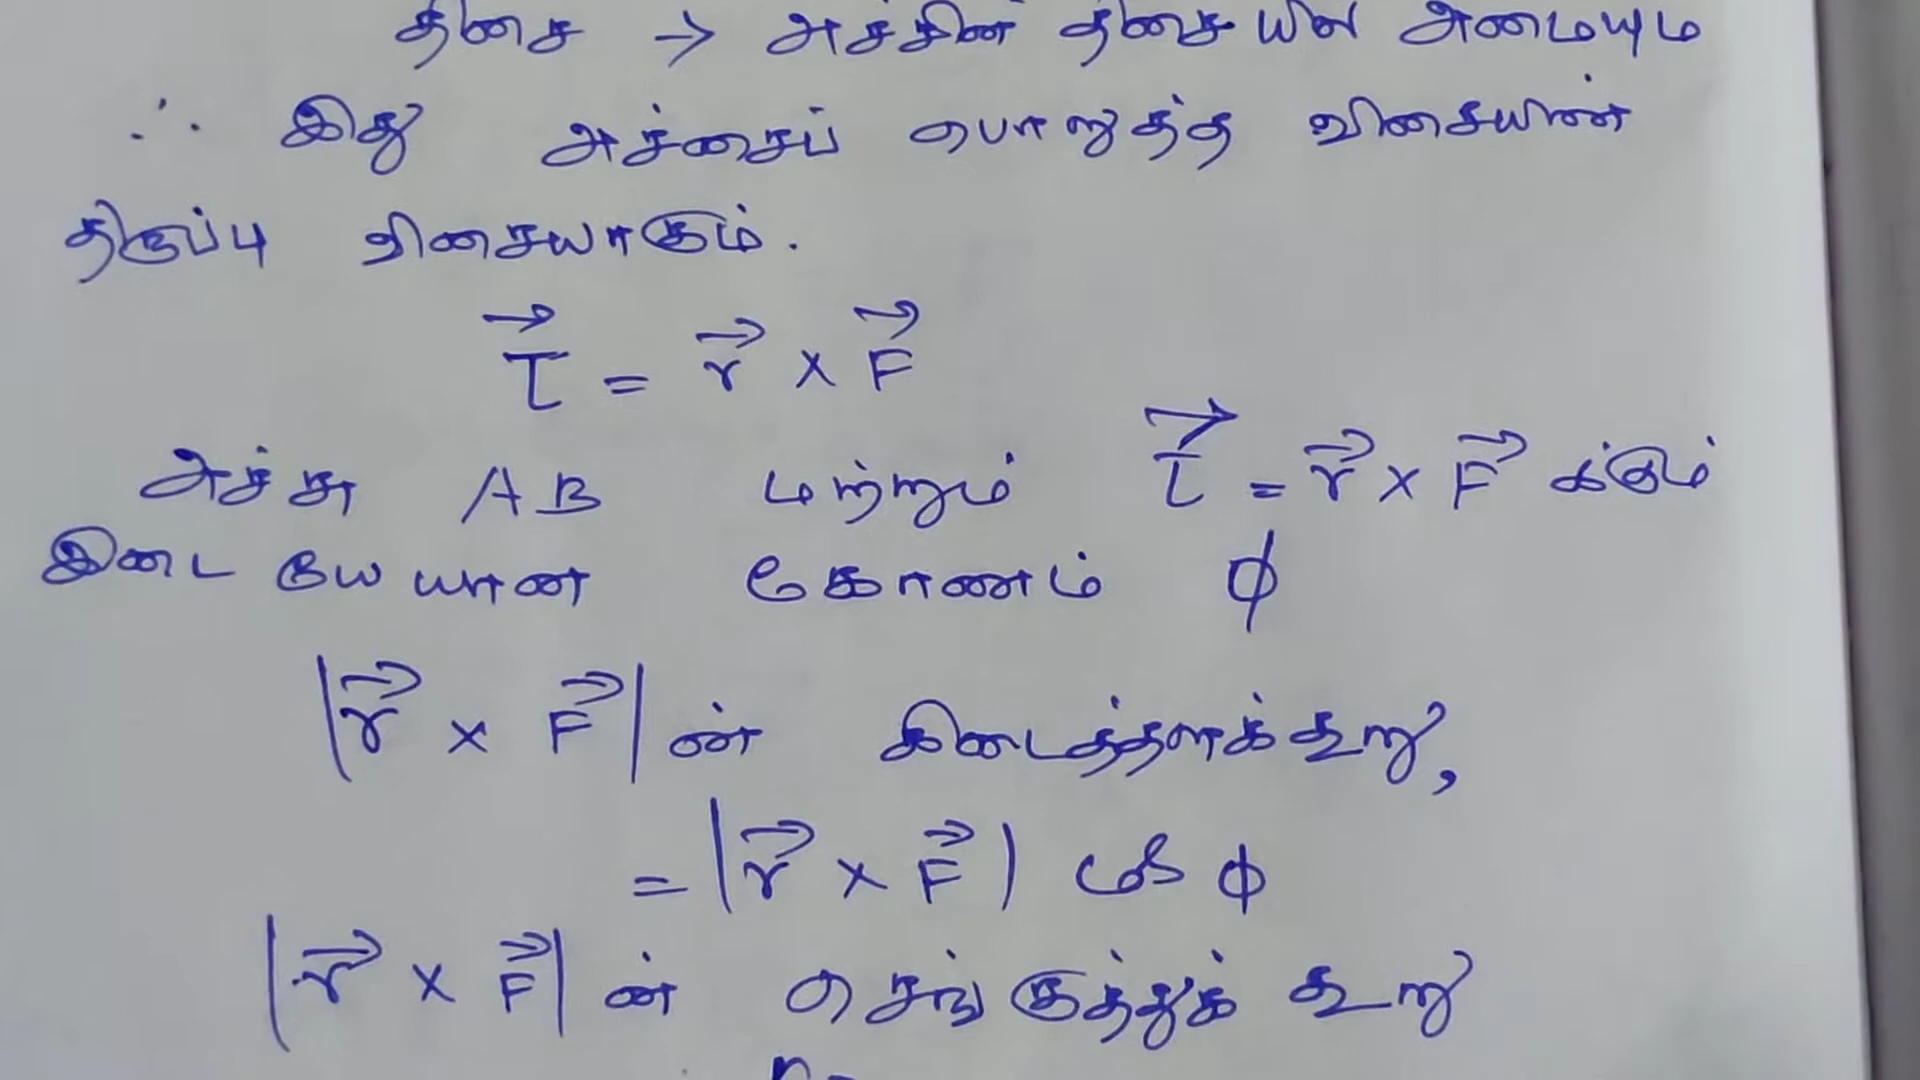 திசை → அச்சின் திசையில் அமையும்
∴ இது அச்சைப் பொறுத்த விசையின்
திருப்பு விசையாகும்.
$\vec{\tau} = \vec{r} \times \vec{F}$
அச்சு AB மற்றும் $\vec{\tau} = \vec{r} \times \vec{F}$ க்கும்
இடையேயான கோணம் φ
$|\vec{r} \times \vec{F}|$ ன் கிடைத்தளக்கூறு,
$= |\vec{r} \times \vec{F}|$ cos φ
$|\vec{r} \times \vec{F}|$ ன் செங்குத்துக் கூறு